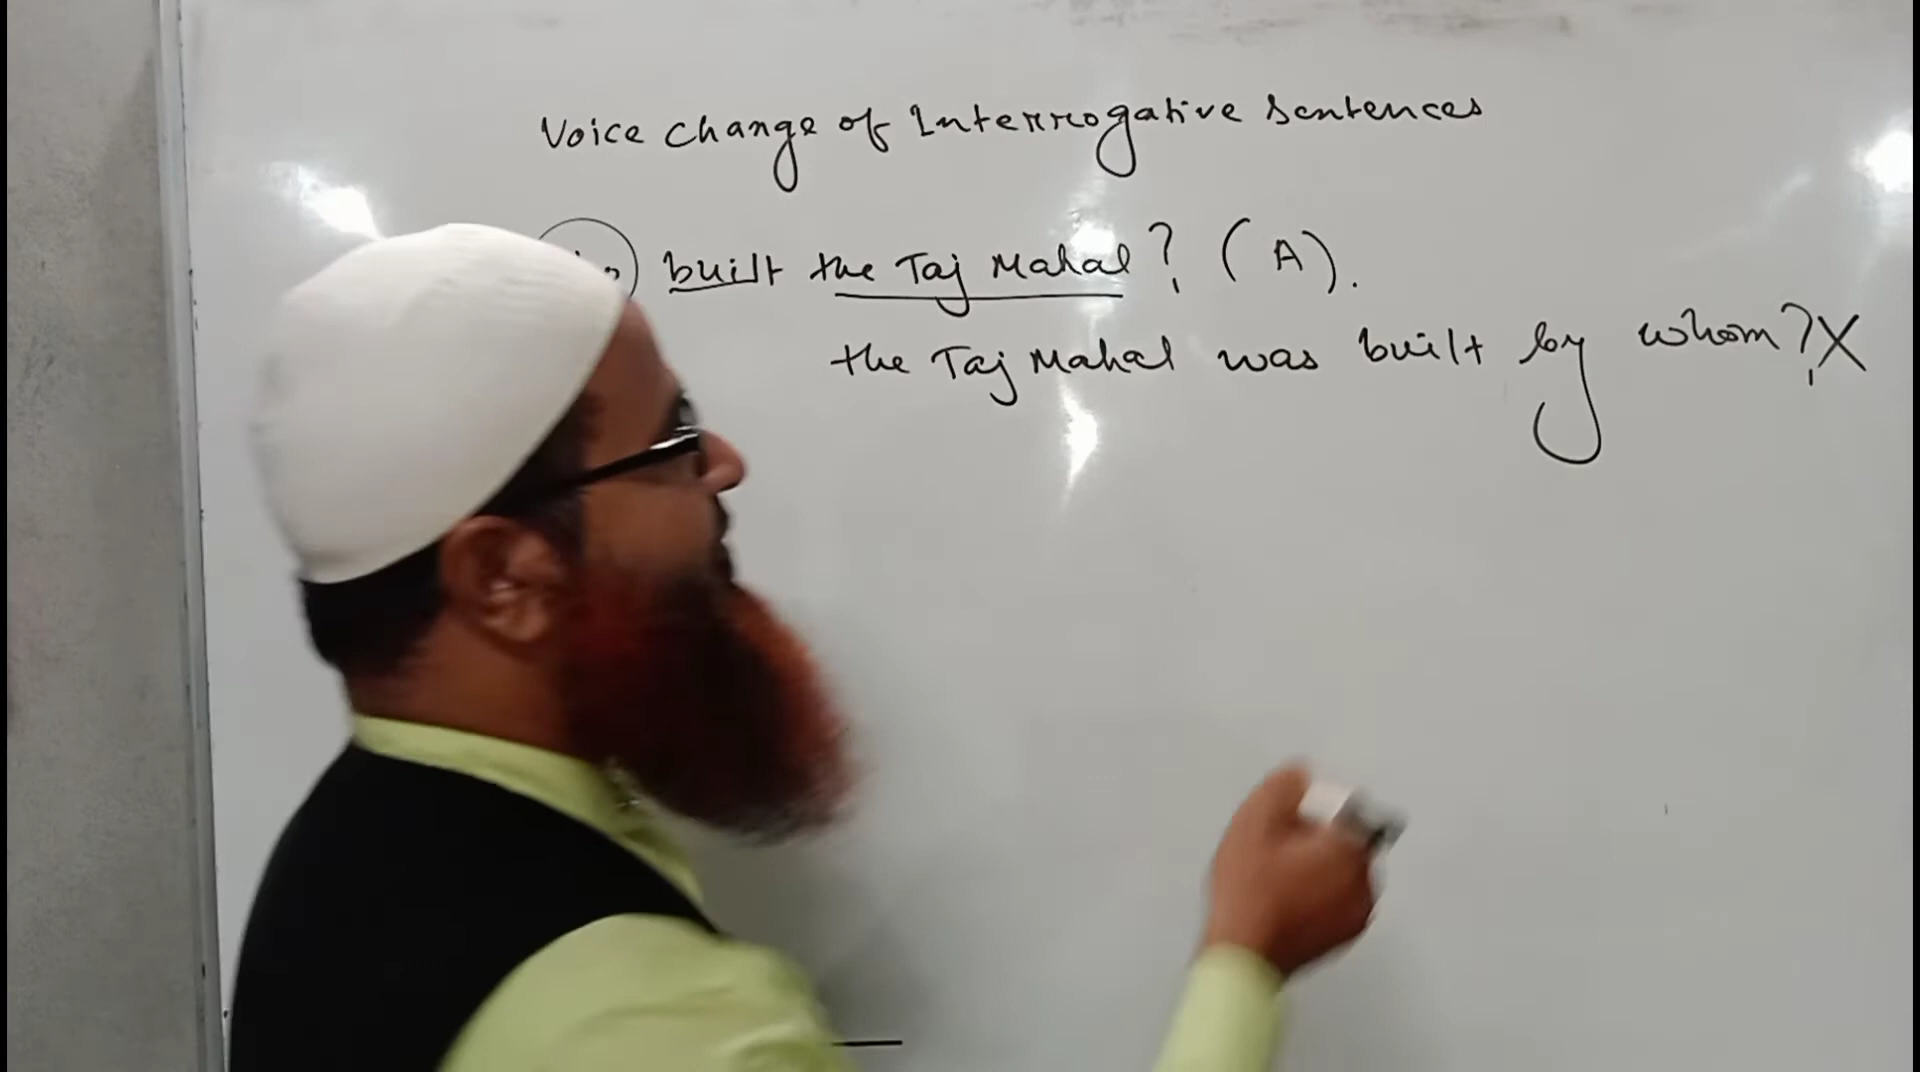 Voice Change of Interrogative Sentences
built the Taj Mahal? (A).
the Taj Mahal was built by whom? X